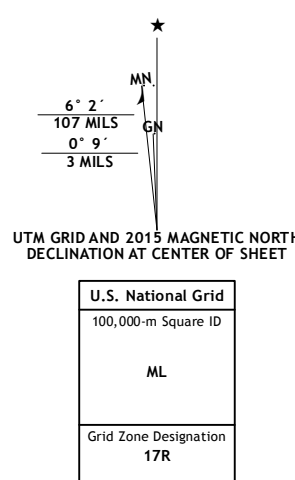 MN
GN
6° 2´
107 MILS
0° 9´
3 MILS
UTM GRID AND 2015 MAGNETIC NORTH
DECLINATION AT CENTER OF SHEET
U.S. National Grid
100,000-m Square ID
ML
Grid Zone Designation
17R